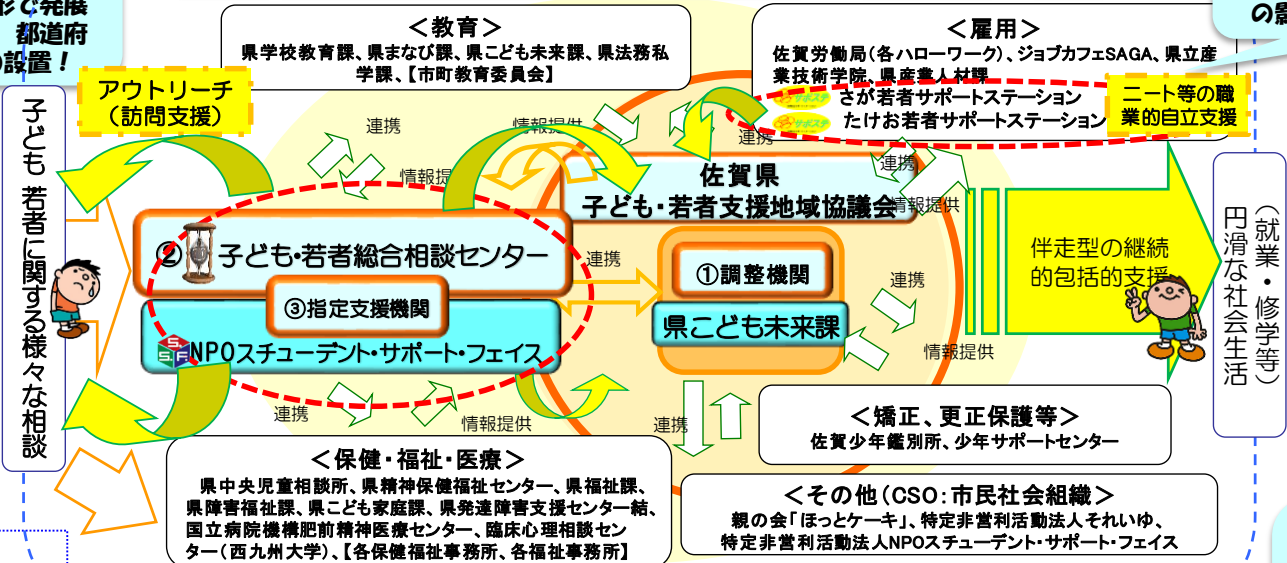 形で発展
都道府
の設置！
の影
＜教育＞
県学校教育課、県まなび課、県こども未来課、県法務私
学課、【市町教育委員会】
＜雇用＞
佐賀労働局(各ハローワーク)、ジョブカフェSAGA、県立産
業技術学院、県産業人材課
サポステ さが若者サポートステーション
サポステ たけお若者サポートステーション
ニート等の職
業的自立支援
アウトリーチ
（訪問支援）
子ども 若者に関する様々な相談
連携
情報提供
連携
情報提
連携
情報提供
佐賀県
子ども・若者支援地域協議会
②子ども・若者総合相談センター
③指定支援機関
SSF NPOスチューデント・サポート・フェイス
連携
①調整機関
県こども未来課
連携
情報提供
伴走型の継続
的包括的支援
円滑な社会生活
（就業・修学等）
連携
情報提供
連携
＜矯正、更正保護等＞
佐賀少年鑑別所、少年サポートセンター
＜保健・福祉・医療＞
県中央児童相談所、県精神保健福祉センター、県福祉課、
県障害福祉課、県こども家庭課、県発達障害支援センター結、
国立病院機構肥前精神医療センター、臨床心理相談セン
ター(西九州大学)、【各保健福祉事務所、各福祉事務所】
＜その他(CSO:市民社会組織＞
親の会「ほっとケーキ」、特定非営利活動法人それいゆ、
特定非営利活動法人NPOスチューデント・サポート・フェイス